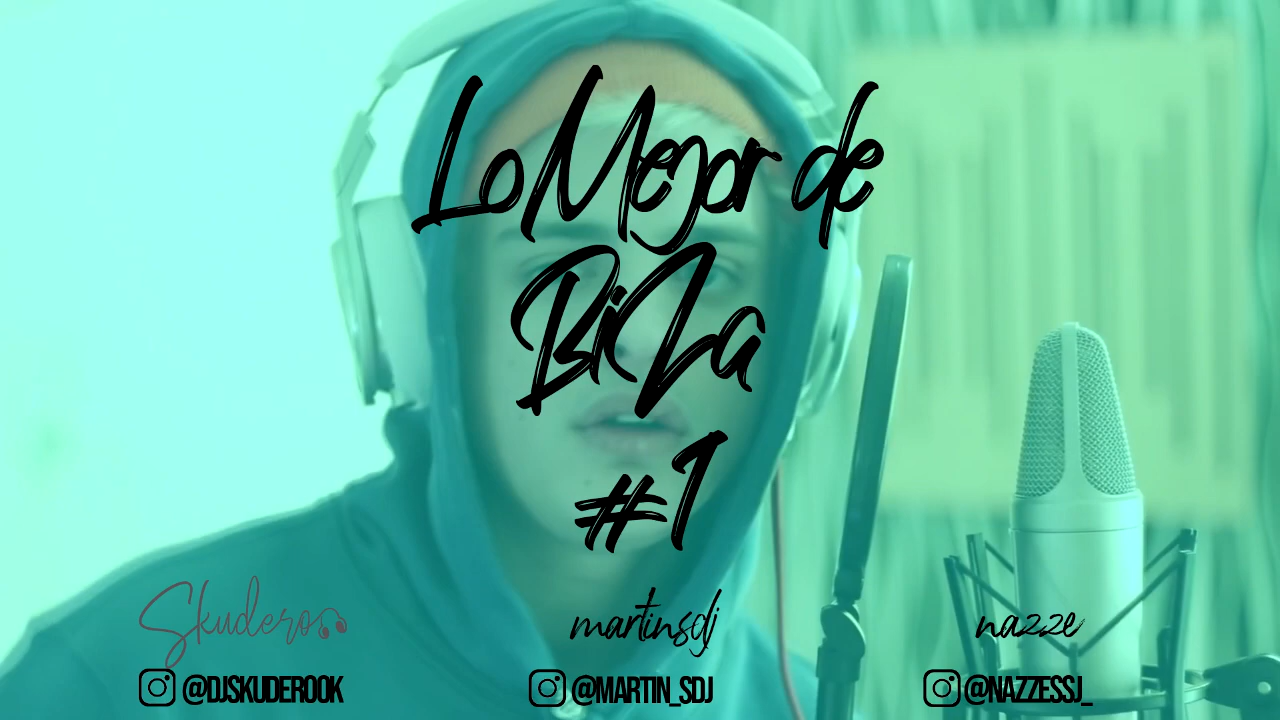 Lo Mejor de
BiZa
#1
Skudero
martinsdj
nazze
@DJSKUDEROOK
@MARTIN_SDJ
@NAZZESSJ_